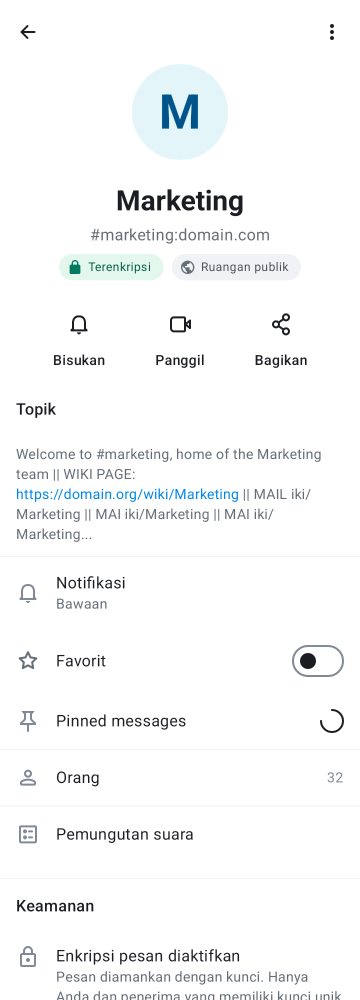 M
Marketing
#marketing:domain.com
Terenkripsi
Ruangan publik
Bisukan
Panggil
Bagikan
Topik
Welcome to #marketing, home of the Marketing
team || WIKI PAGE:
https://domain.org/wiki/Marketing || MAIL iki/
Marketing || MAI iki/Marketing || MAI iki/
Marketing...
Notifikasi
Bawaan
Favorit
Pinned messages
Orang
32
Pemungutan suara
Keamanan
Enkripsi pesan diaktifkan
Pesan diamankan dengan kunci. Hanya
Anda dan penerima yang memiliki kunci unik